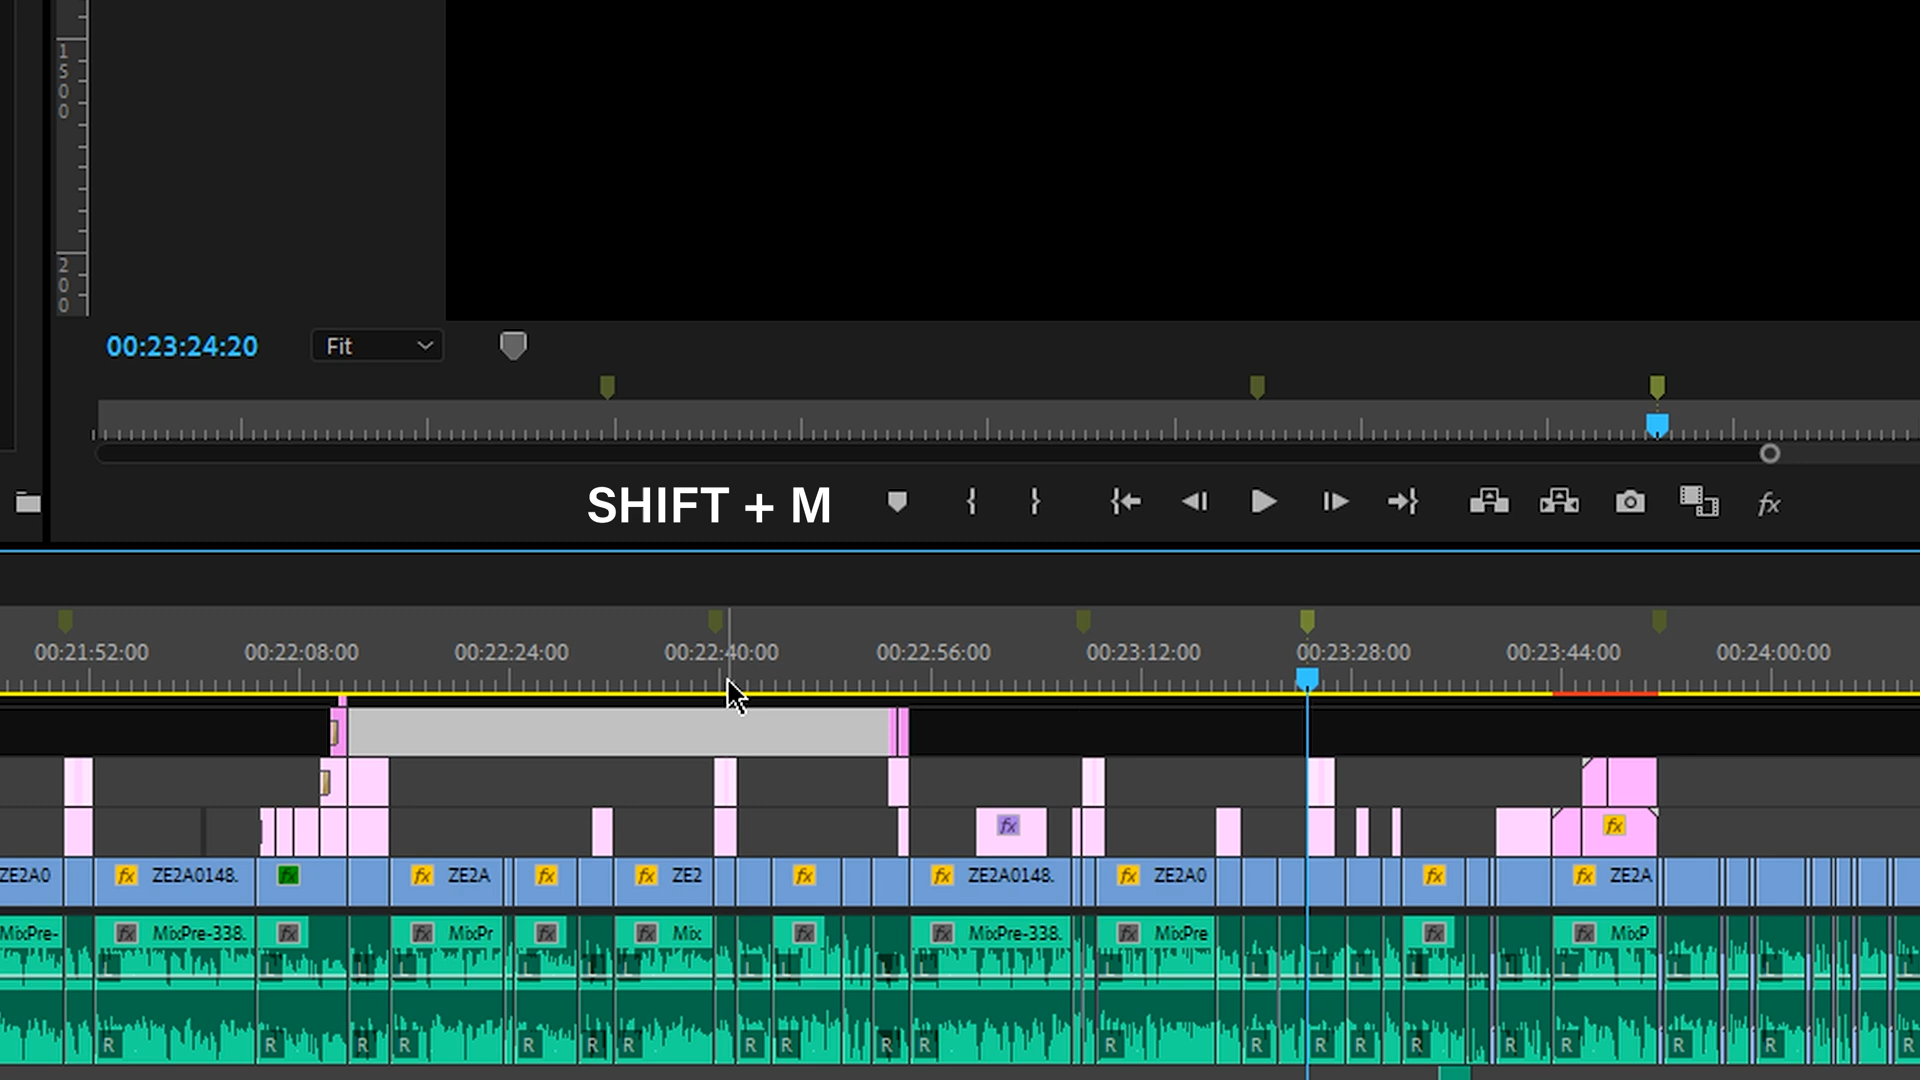 1500
200
00:23:24:20
Fit
SHIFT + M
fx
00:21:52:00
00:22:08:00
00:22:24:00
00:22:40:00
00:22:56:00
00:23:12:00
00:23:28:00
00:23:44:00
00:24:00:00
fx
fx
ZE2A0
fx ZE2A0148.
fx
fx ZE2A
fx
fx ZE2
fx
fx ZE2A0148.
fx ZE2A0
fx
fx ZE2A
MixPre-
fx MixPre-338.
fx
fx MixPr
fx
fx Mix
fx
fx MixPre-338.
fx MixPre
fx
fx MixP
L L L L L L L L L L L L L L L L L L L L
R R R R R R R R R R R R R R R R R R R